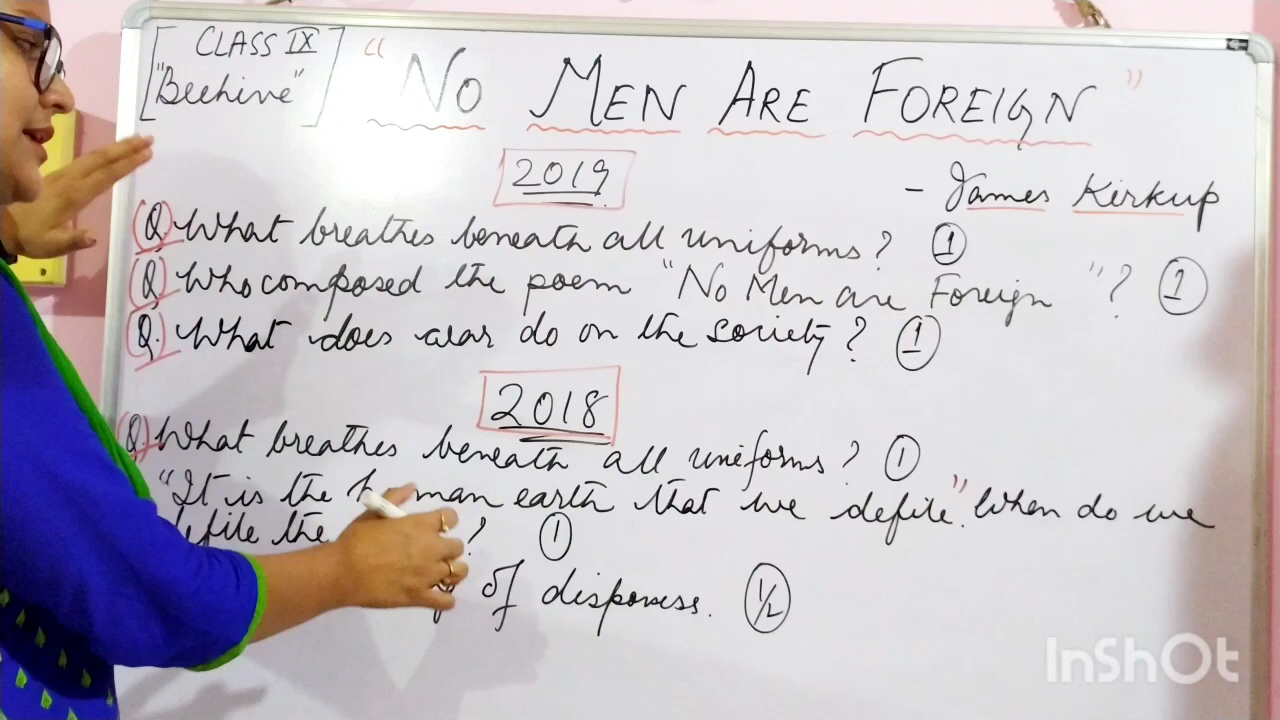 [CLASS IX
"Beehive"]
"NO MEN ARE FOREIGN"
2019
- James Kirkup
(Q) What breathes beneath all uniforms? (1)
(Q) Who composed the poem "No Men are Foreign"? (1)
(Q.) What does war do on the society? (1)
2018
(Q.) What breathes beneath all uniforms? (1)
"It is the human earth that we defile". When do we
defile the ? (1)
of dispossess. (1/2)
InShOt